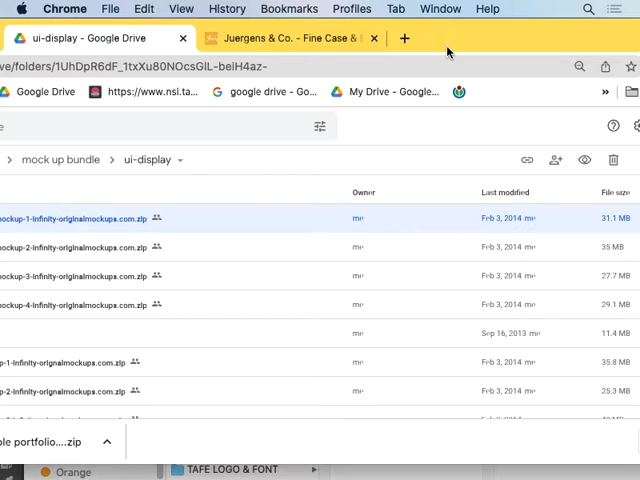 Chrome File Edit View History Bookmarks Profiles Tab Window Help
ui-display - Google Drive × Juergens & Co. - Fine Case & × +
ve/folders/1UhDpR6dF_1txXu80NOcsGlL-beiH4az-
Google Drive https://www.nsi.ta... google drive - Go... My Drive - Google... »
e
> mock up bundle > ui-display
Owner Last modified File size
mockup-1-infinity-originalmockups.com.zip me Feb 3, 2014 me 31.1 MB
mockup-2-infinity-originalmockups.com.zip me Feb 3, 2014 me 35 MB
mockup-3-infinity-originalmockups.com.zip me Feb 3, 2014 me 27.7 MB
mockup-4-infinity-originalmockups.com.zip me Feb 3, 2014 me 29.1 MB
me Sep 16, 2013 me 11.4 MB
p-1-infinity-orignalmockups.com.zip me Feb 3, 2014 me 35.8 MB
p-2-infinity-orignalmockups.com.zip me Feb 3, 2014 me 25.3 MB
ple portfolio....zip
Orange TAFE LOGO & FONT